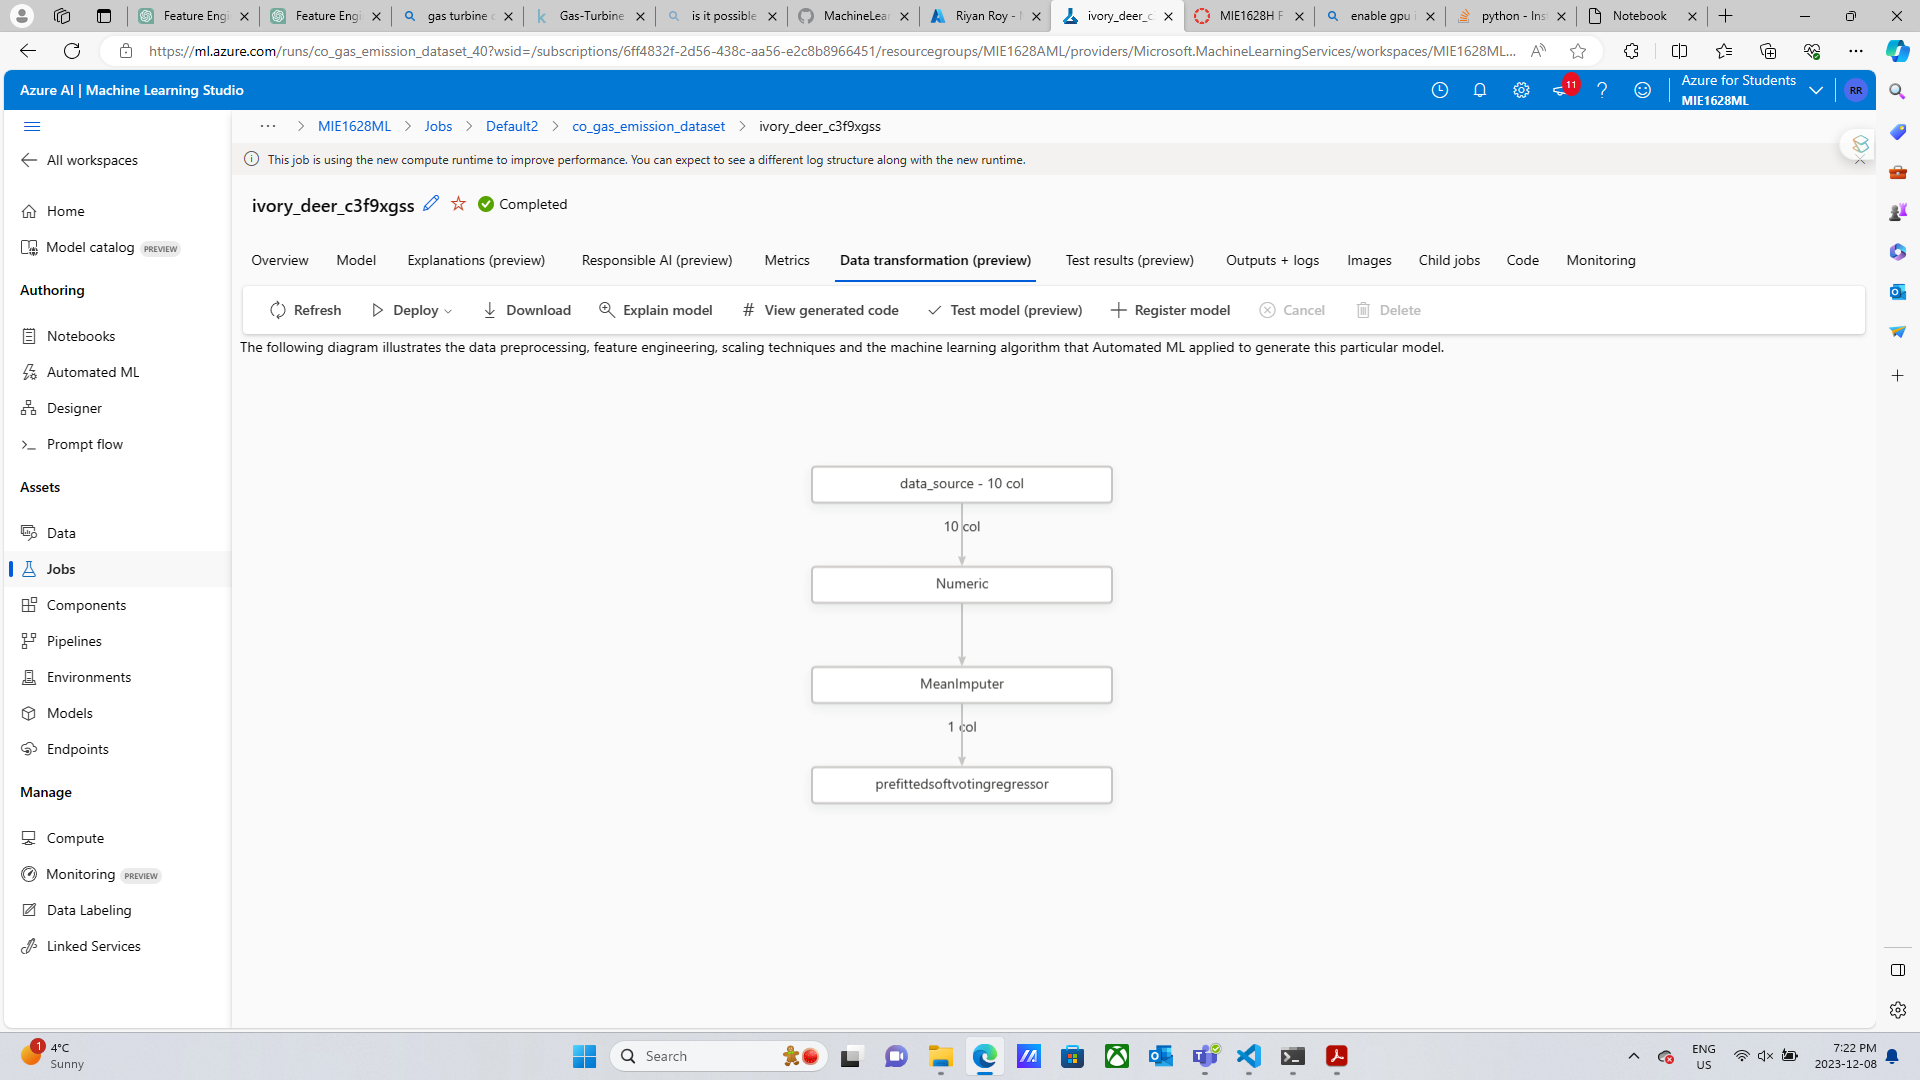 Feature Engi
Feature Engi
gas turbine c
Gas-Turbine
is it possible
MachineLear
Riyan Roy -
ivory_deer_c
MIE1628H F
enable gpu i
python - Inst
Notebook
https://ml.azure.com/runs/co_gas_emission_dataset_40?wsid=/subscriptions/6ff4832f-2d56-438c-aa56-e2c8b8966451/resourcegroups/MIE1628AML/providers/Microsoft.MachineLearningServices/workspaces/MIE1628ML...
Azure AI | Machine Learning Studio
11
Azure for Students
MIE1628ML
RR
All workspaces
Home
Model catalog PREVIEW
Authoring
Notebooks
Automated ML
Designer
Prompt flow
Assets
Data
Jobs
Components
Pipelines
Environments
Models
Endpoints
Manage
Compute
Monitoring PREVIEW
Data Labeling
Linked Services
... > MIE1628ML > Jobs > Default2 > co_gas_emission_dataset > ivory_deer_c3f9xgss
This job is using the new compute runtime to improve performance. You can expect to see a different log structure along with the new runtime.
ivory_deer_c3f9xgss Completed
Overview Model Explanations (preview) Responsible AI (preview) Metrics Data transformation (preview) Test results (preview) Outputs + logs Images Child jobs Code Monitoring
Refresh Deploy Download Explain model # View generated code Test model (preview) Register model Cancel Delete
The following diagram illustrates the data preprocessing, feature engineering, scaling techniques and the machine learning algorithm that Automated ML applied to generate this particular model.
data_source - 10 col
10 col
Numeric
MeanImputer
1 col
prefittedsoftvotingregressor
1
4°C
Sunny
Search
ENG
US
7:22 PM
2023-12-08